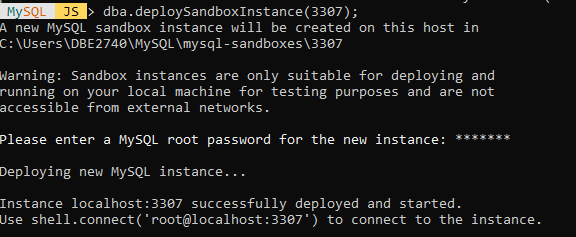 MySQL JS > dba.deploySandboxInstance(3307);
A new MySQL sandbox instance will be created on this host in
C:\Users\DBE2740\MySQL\mysql-sandboxes\3307
Warning: Sandbox instances are only suitable for deploying and
running on your local machine for testing purposes and are not
accessible from external networks.
Please enter a MySQL root password for the new instance: *******
Deploying new MySQL instance...
Instance localhost:3307 successfully deployed and started.
Use shell.connect('root@localhost:3307') to connect to the instance.